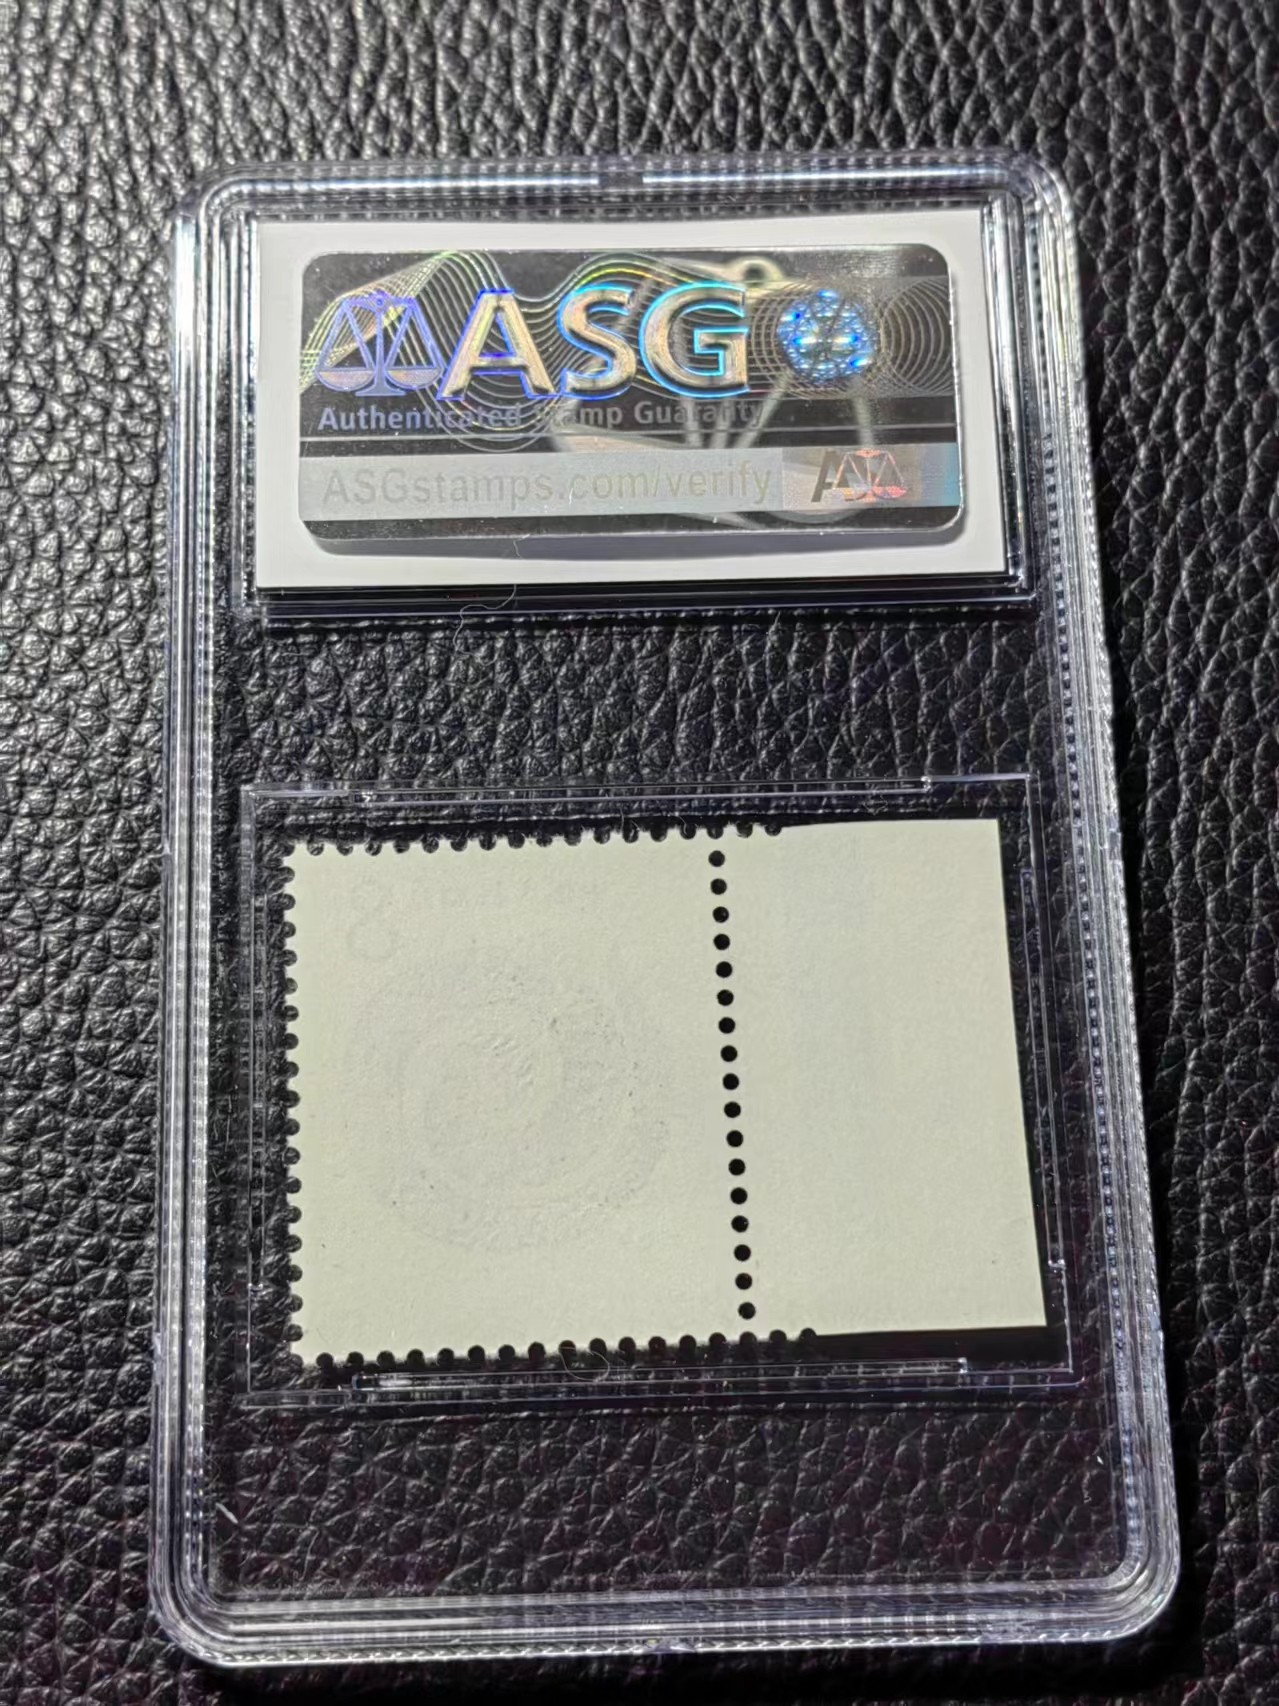 ASG
Authenticated Stamp Guaranty
ASGstamps.com/verify